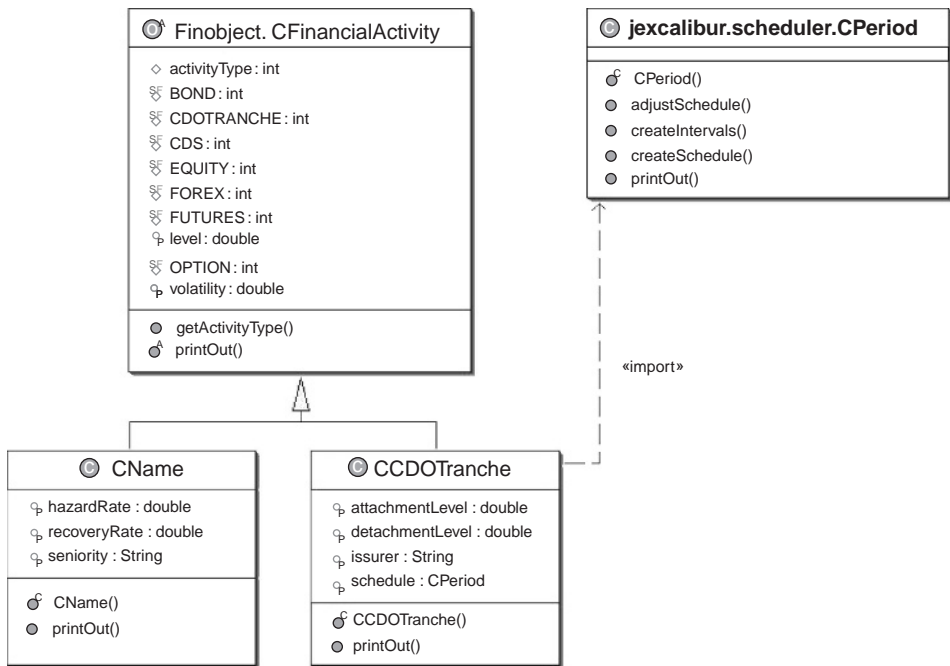 Finobject. CFinancialActivity
activityType : int
BOND : int
CDOTRANCHE : int
CDS : int
EQUITY : int
FOREX : int
FUTURES : int
level : double
OPTION : int
volatility : double
getActivityType()
printOut()
jexcalibur.scheduler.CPeriod
CPeriod()
adjustSchedule()
createIntervals()
createSchedule()
printOut()
«import»
CName
hazardRate : double
recoveryRate : double
seniority : String
CName()
printOut()
CCDOTranche
attachmentLevel : double
detachmentLevel : double
issurer : String
schedule : CPeriod
CCDOTranche()
printOut()